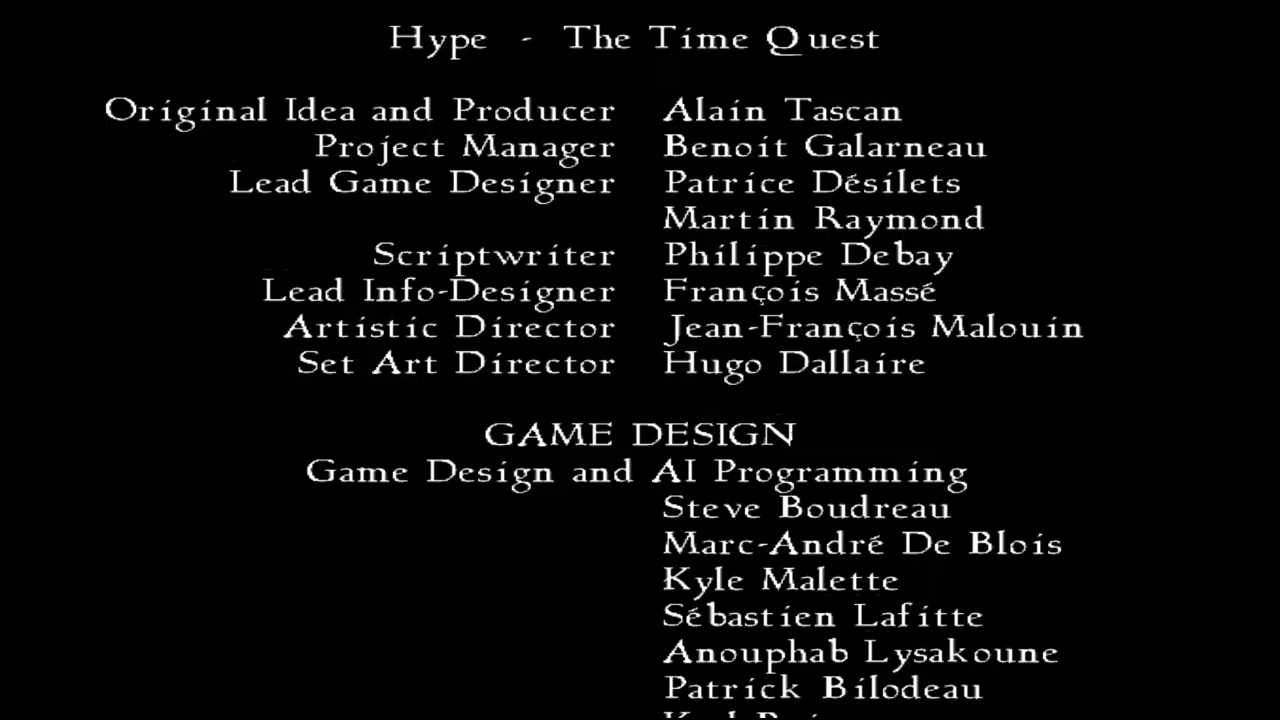 Hype - The Time Quest
Original Idea and Producer Alain Tascan
Project Manager Benoit Galarneau
Lead Game Designer Patrice Désilets
Martin Raymond
Scriptwriter Philippe Debay
Lead Info-Designer François Massé
Artistic Director Jean-François Malouin
Set Art Director Hugo Dallaire
GAME DESIGN
Game Design and AI Programming
Steve Boudreau
Marc-André De Blois
Kyle Malette
Sébastien Lafitte
Anouphab Lysakoune
Patrick Bilodeau